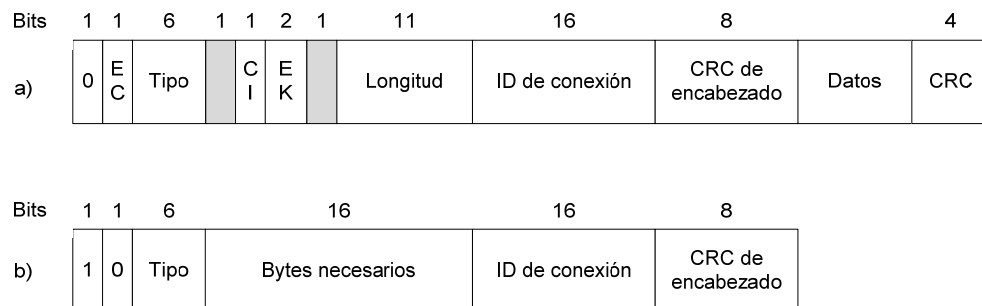 Bits 1 1 6 1 1 2 1 11 16 8 4
a) 0 E C Tipo C I E K Longitud ID de conexión CRC de encabezado Datos CRC
Bits 1 1 6 16 16 8
b) 1 0 Tipo Bytes necesarios ID de conexión CRC de encabezado